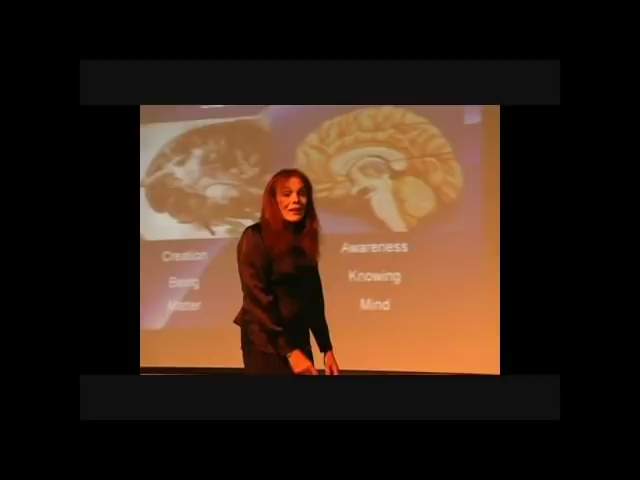 Creation
Being
Matter
Awareness
Knowing
Mind